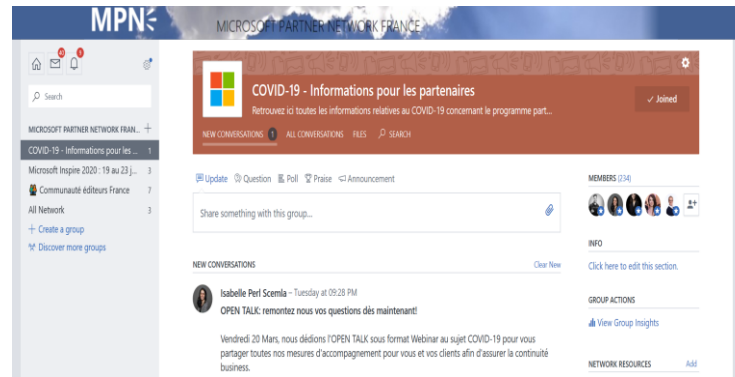 MPN
MICROSOFT PARTNER NETWORK FRANCE
Search
MICROSOFT PARTNER NETWORK FRAN...
COVID-19 - Informations pour les ... 1
Microsoft Inspire 2020 : 19 au 23 j... 3
Communauté éditeurs France 7
All Network 3
+ Create a group
Discover more groups
COVID-19 - Informations pour les partenaires
Retrouvez ici toutes les informations relatives au COVID-19 concernant le programme part...
✓ Joined
NEW CONVERSATIONS 1 ALL CONVERSATIONS FILES SEARCH
Update Question Poll Praise Announcement
Share something with this group...
NEW CONVERSATIONS Clear New
Isabelle Perl Scemla – Tuesday at 09:28 PM
OPEN TALK: remontez nous vos questions dès maintenant!
Vendredi 20 Mars, nous dédions l'OPEN TALK sous format Webinar au sujet COVID-19 pour vous
partager toutes nos mesures d'accompagnement pour vous et vos clients afin d'assurer la continuité
business.
MEMBERS (234)
INFO
Click here to edit this section.
GROUP ACTIONS
View Group Insights
NETWORK RESOURCES Add